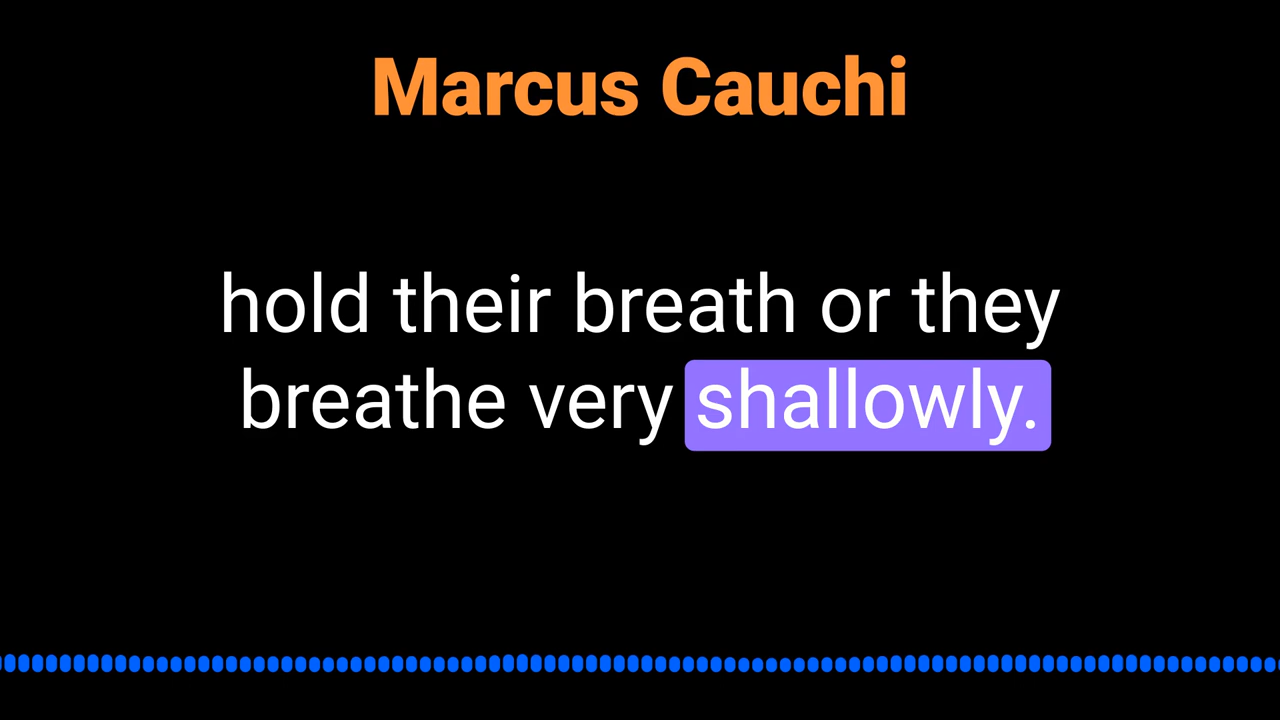 Marcus Cauchi
hold their breath or they
breathe very shallowly.